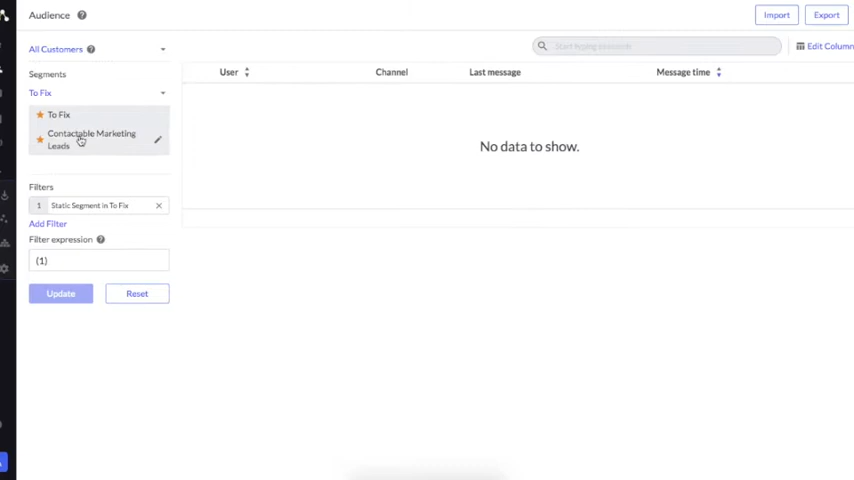 Audience ?
Import
Export
All Customers ?
Start typing
Edit Column
Segments
User
Channel
Last message
Message time
To Fix
To Fix
Contactable Marketing
Leads
No data to show.
Filters
1 Static Segment in To Fix
Add Filter
Filter expression ?
(1)
Update
Reset